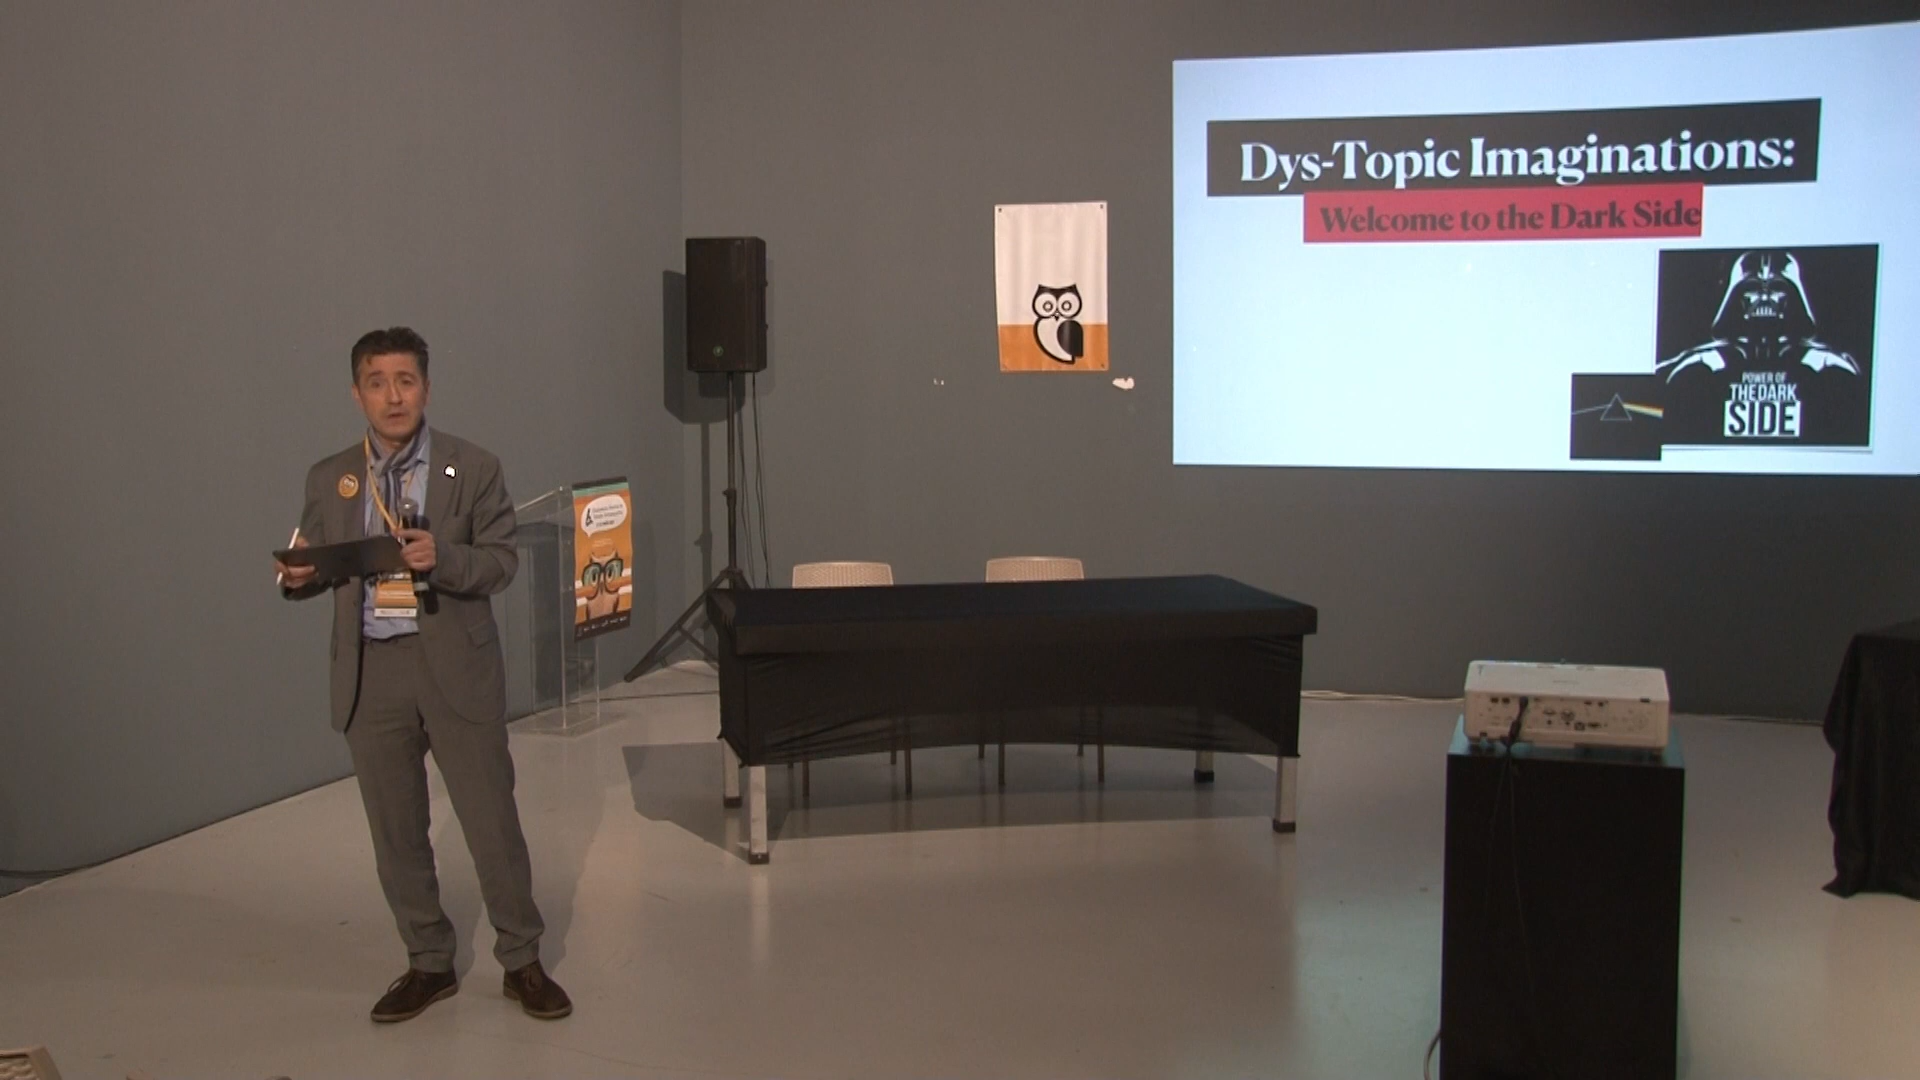 Dys-Topic Imaginations:
Welcome to the Dark Side
POWER OF
THE DARK
SIDE